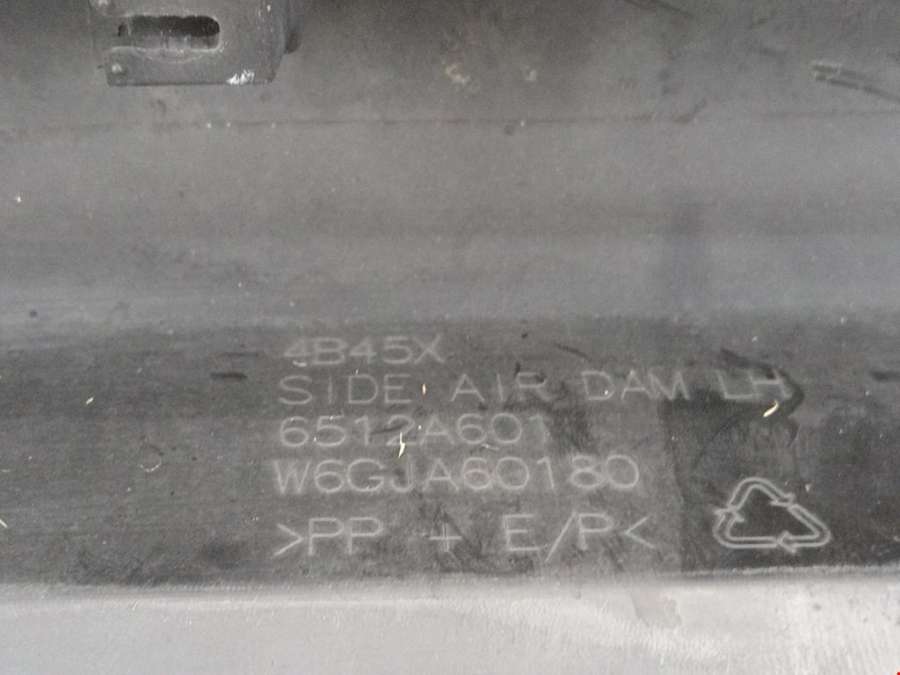 4B45X
SIDE AIR DAM LH
6512A601
W6GJA60180
>PP + E/P<